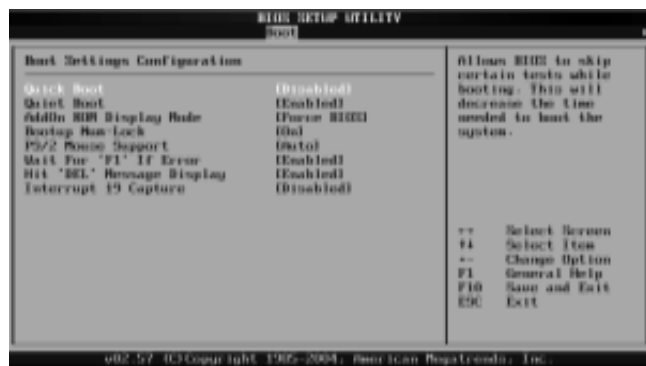 BIOS SETUP UTILITY
Boot
Boot Settings Configuration
Quick Boot [Disabled]
Quiet Boot [Enabled]
AddOn ROM Display Mode [Force BIOS]
Bootup Num-Lock [On]
PS/2 Mouse Support [Auto]
Wait For 'F1' If Error [Enabled]
Hit 'DEL' Message Display [Enabled]
Interrupt 19 Capture [Disabled]
Allows BIOS to skip
certain tests while
booting. This will
decrease the time
needed to boot the
system.
Select Screen
↑↓ Select Item
+- Change Option
F1 General Help
F10 Save and Exit
ESC Exit
v02.57 (C)Copyright 1985-2004, American Megatrends, Inc.